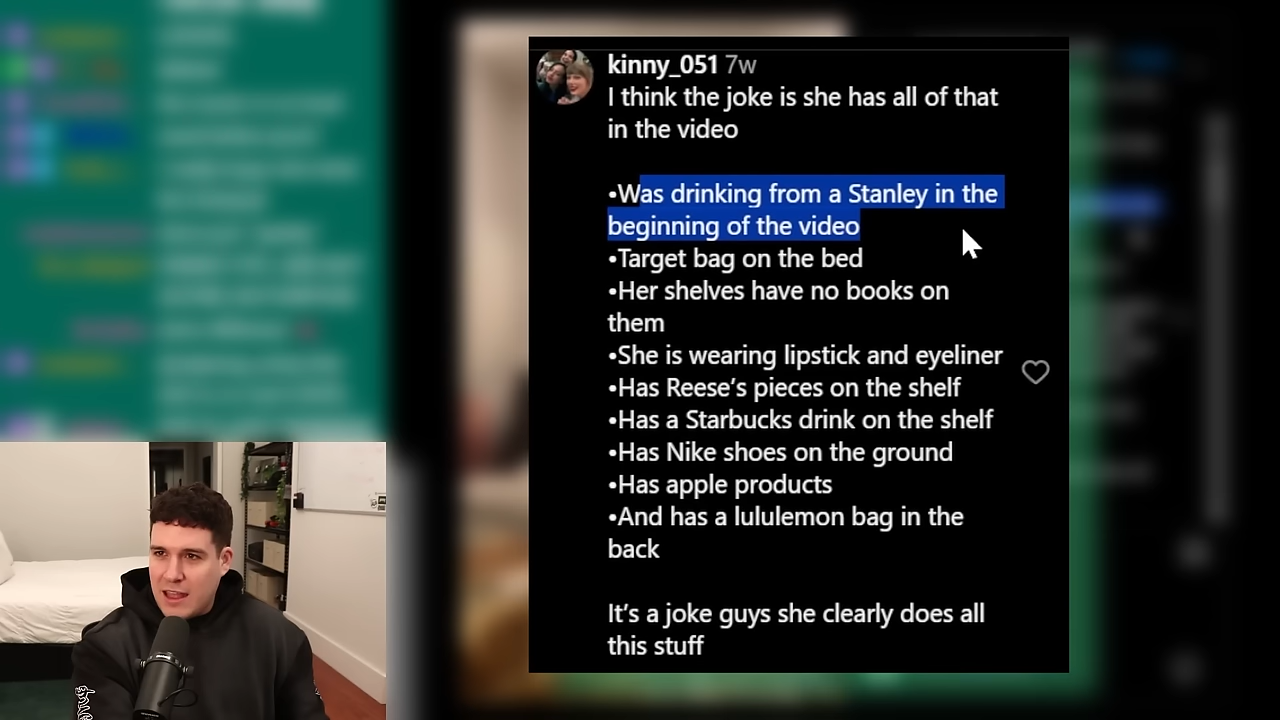 kinny_051 7w
I think the joke is she has all of that
in the video
•Was drinking from a Stanley in the
beginning of the video
•Target bag on the bed
•Her shelves have no books on
them
•She is wearing lipstick and eyeliner
•Has Reese’s pieces on the shelf
•Has a Starbucks drink on the shelf
•Has Nike shoes on the ground
•Has apple products
•And has a lululemon bag in the
back
It’s a joke guys she clearly does all
this stuff